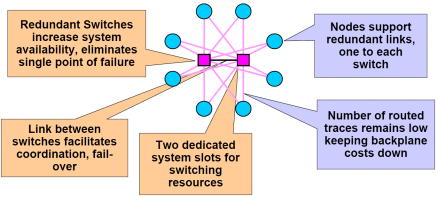 Redundant Switches
increase system
availability, eliminates
single point of failure
Nodes support
redundant links,
one to each
switch
Link between
switches facilitates
coordination, fail-
over
Two dedicated
system slots for
switching
resources
Number of routed
traces remains low
keeping backplane
costs down